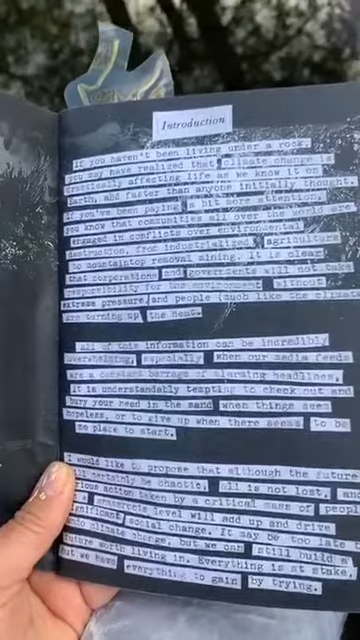 Introduction
If you haven't been living under a rock,
you may have realized that climate change is
drastically affecting life as we know it on
Earth, and faster than anyone initially thought.
If you've been paying a bit more attention,
you know that communities all over the world are
engaged in conflicts over environmental
destruction, from industrialized agriculture
to mountaintop removal mining. It is clear
that corporations and governments will not take
responsibility for the environment without
extreme pressure, and people (much like the climate
are turning up the heat.
All of this information can be incredibly
overwhelming, especially when our media feeds
are a constant barrage of alarming headlines.
It is understandably tempting to check out and
bury your head in the sand when things seem
hopeless, or to give up when there seems to be
no place to start.
I would like to propose that although the future
will certainly be chaotic, all is not lost, and
serious action taken by a critical mass of people
grassroots level will add up and drive
significant social change. It may be too late
undo climate change, but we can still build a
future worth living in. Everything is at stake,
but we have everything to gain by trying.